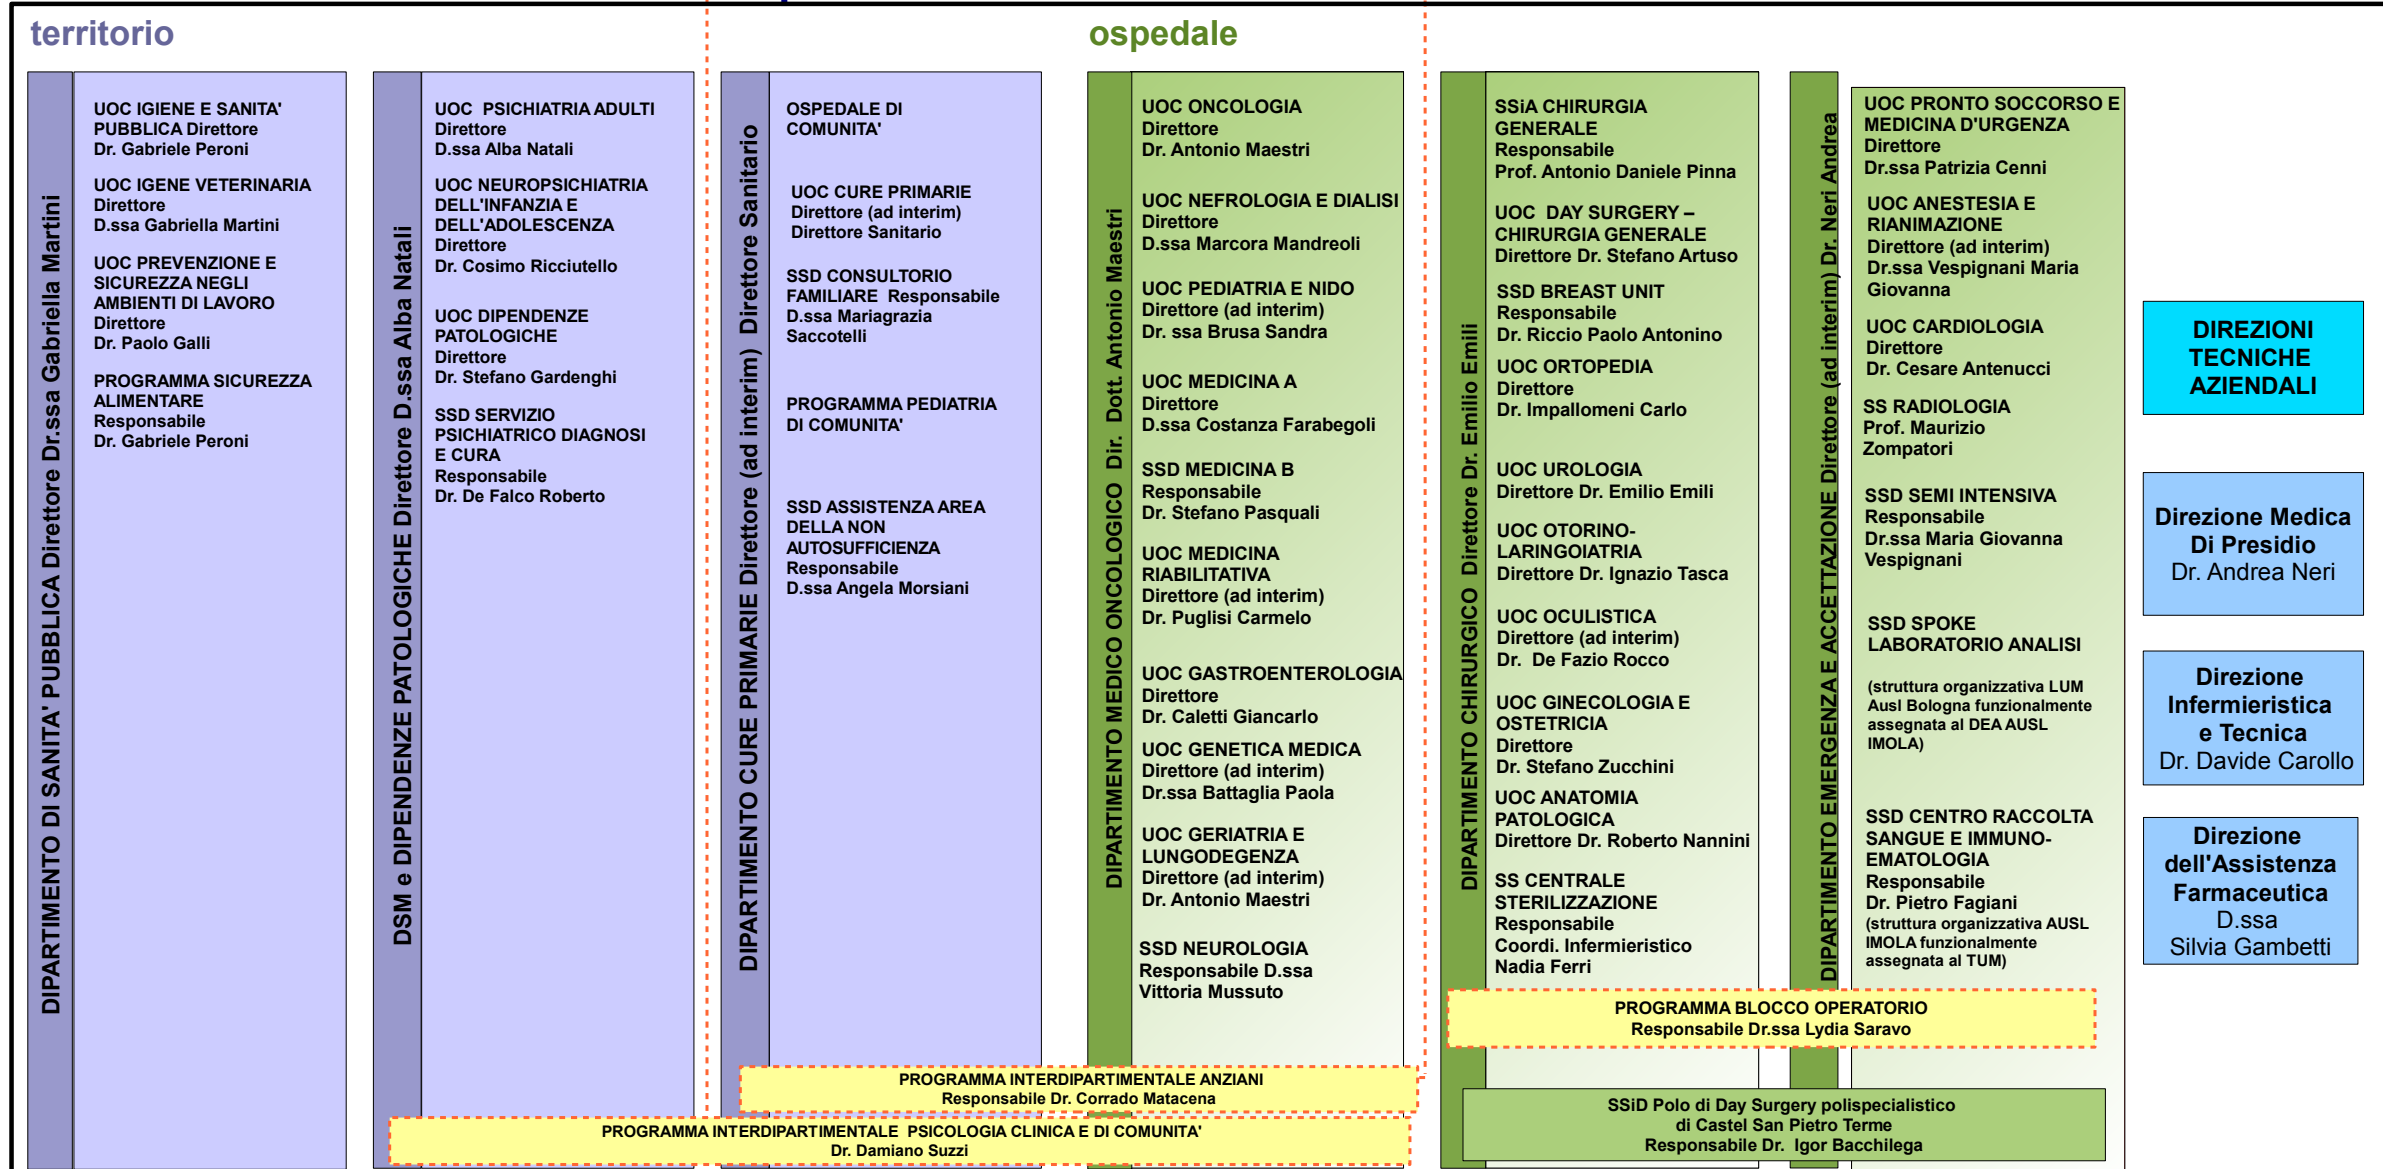 territorio
ospedale
DIPARTIMENTO DI SANITA' PUBBLICA Direttore Dr.ssa Gabriella Martini
UOC IGIENE E SANITA'
PUBBLICA Direttore
Dr. Gabriele Peroni
UOC IGENE VETERINARIA
Direttore
D.ssa Gabriella Martini
UOC PREVENZIONE E
SICUREZZA NEGLI
AMBIENTI DI LAVORO
Direttore
Dr. Paolo Galli
PROGRAMMA SICUREZZA
ALIMENTARE
Responsabile
Dr. Gabriele Peroni
DSM e DIPENDENZE PATOLOGICHE Direttore D.ssa Alba Natali
UOC PSICHIATRIA ADULTI
Direttore
D.ssa Alba Natali
UOC NEUROPSICHIATRIA
DELL'INFANZIA E
DELL'ADOLESCENZA
Direttore
Dr. Cosimo Ricciutello
UOC DIPENDENZE
PATOLOGICHE
Direttore
Dr. Stefano Gardenghi
SSD SERVIZIO
PSICHIATRICO DIAGNOSI
E CURA
Responsabile
Dr. De Falco Roberto
DIPARTIMENTO CURE PRIMARIE Direttore (ad interim) Direttore Sanitario
OSPEDALE DI
COMUNITA'
UOC CURE PRIMARIE
Direttore (ad interim)
Direttore Sanitario
SSD CONSULTORIO
FAMILIARE Responsabile
D.ssa Mariagrazia
Saccotelli
PROGRAMMA PEDIATRIA
DI COMUNITA'
SSD ASSISTENZA AREA
DELLA NON
AUTOSUFFICIENZA
Responsabile
D.ssa Angela Morsiani
DIPARTIMENTO MEDICO ONCOLOGICO Dir. Dott. Antonio Maestri
UOC ONCOLOGIA
Direttore
Dr. Antonio Maestri
UOC NEFROLOGIA E DIALISI
Direttore
D.ssa Marcora Mandreoli
UOC PEDIATRIA E NIDO
Direttore (ad interim)
Dr. ssa Brusa Sandra
UOC MEDICINA A
Direttore
D.ssa Costanza Farabegoli
SSD MEDICINA B
Responsabile
Dr. Stefano Pasquali
UOC MEDICINA
RIABILITATIVA
Direttore (ad interim)
Dr. Puglisi Carmelo
UOC GASTROENTEROLOGIA
Direttore
Dr. Caletti Giancarlo
UOC GENETICA MEDICA
Direttore (ad interim)
Dr.ssa Battaglia Paola
UOC GERIATRIA E
LUNGODEGENZA
Direttore (ad interim)
Dr. Antonio Maestri
SSD NEUROLOGIA
Responsabile D.ssa
Vittoria Mussuto
DIPARTIMENTO CHIRURGICO Direttore Dr. Emilio Emili
SSiA CHIRURGIA
GENERALE
Responsabile
Prof. Antonio Daniele Pinna
UOC DAY SURGERY –
CHIRURGIA GENERALE
Direttore Dr. Stefano Artuso
SSD BREAST UNIT
Responsabile
Dr. Riccio Paolo Antonino
UOC ORTOPEDIA
Direttore
Dr. Impallomeni Carlo
UOC UROLOGIA
Direttore Dr. Emilio Emili
UOC OTORINO-
LARINGOIATRIA
Direttore Dr. Ignazio Tasca
UOC OCULISTICA
Direttore (ad interim)
Dr. De Fazio Rocco
UOC GINECOLOGIA E
OSTETRICIA
Direttore
Dr. Stefano Zucchini
UOC ANATOMIA
PATOLOGICA
Direttore Dr. Roberto Nannini
SS CENTRALE
STERILIZZAZIONE
Responsabile
Coordi. Infermieristico
Nadia Ferri
DIPARTIMENTO EMERGENZA E ACCETTAZIONE Direttore (ad interim) Dr. Neri Andrea
UOC PRONTO SOCCORSO E
MEDICINA D'URGENZA
Direttore
Dr.ssa Patrizia Cenni
UOC ANESTESIA E
RIANIMAZIONE
Direttore (ad interim)
Dr.ssa Vespignani Maria
Giovanna
UOC CARDIOLOGIA
Direttore
Dr. Cesare Antenucci
SS RADIOLOGIA
Prof. Maurizio
Zompatori
SSD SEMI INTENSIVA
Responsabile
Dr.ssa Maria Giovanna
Vespignani
SSD SPOKE
LABORATORIO ANALISI
(struttura organizzativa LUM
Ausl Bologna funzionalmente
assegnata al DEA AUSL
IMOLA)
SSD CENTRO RACCOLTA
SANGUE E IMMUNO-
EMATOLOGIA
Responsabile
Dr. Pietro Fagiani
(struttura organizzativa AUSL
IMOLA funzionalmente
assegnata al TUM)
DIREZIONI
TECNICHE
AZIENDALI
Direzione Medica
Di Presidio
Dr. Andrea Neri
Direzione
Infermieristica
e Tecnica
Dr. Davide Carollo
Direzione
dell'Assistenza
Farmaceutica
D.ssa
Silvia Gambetti
PROGRAMMA BLOCCO OPERATORIO
Responsabile Dr.ssa Lydia Saravo
PROGRAMMA INTERDIPARTIMENTALE ANZIANI
Responsabile Dr. Corrado Matacena
PROGRAMMA INTERDIPARTIMENTALE PSICOLOGIA CLINICA E DI COMUNITA'
Dr. Damiano Suzzi
SSiD Polo di Day Surgery polispecialistico
di Castel San Pietro Terme
Responsabile Dr. Igor Bacchilega